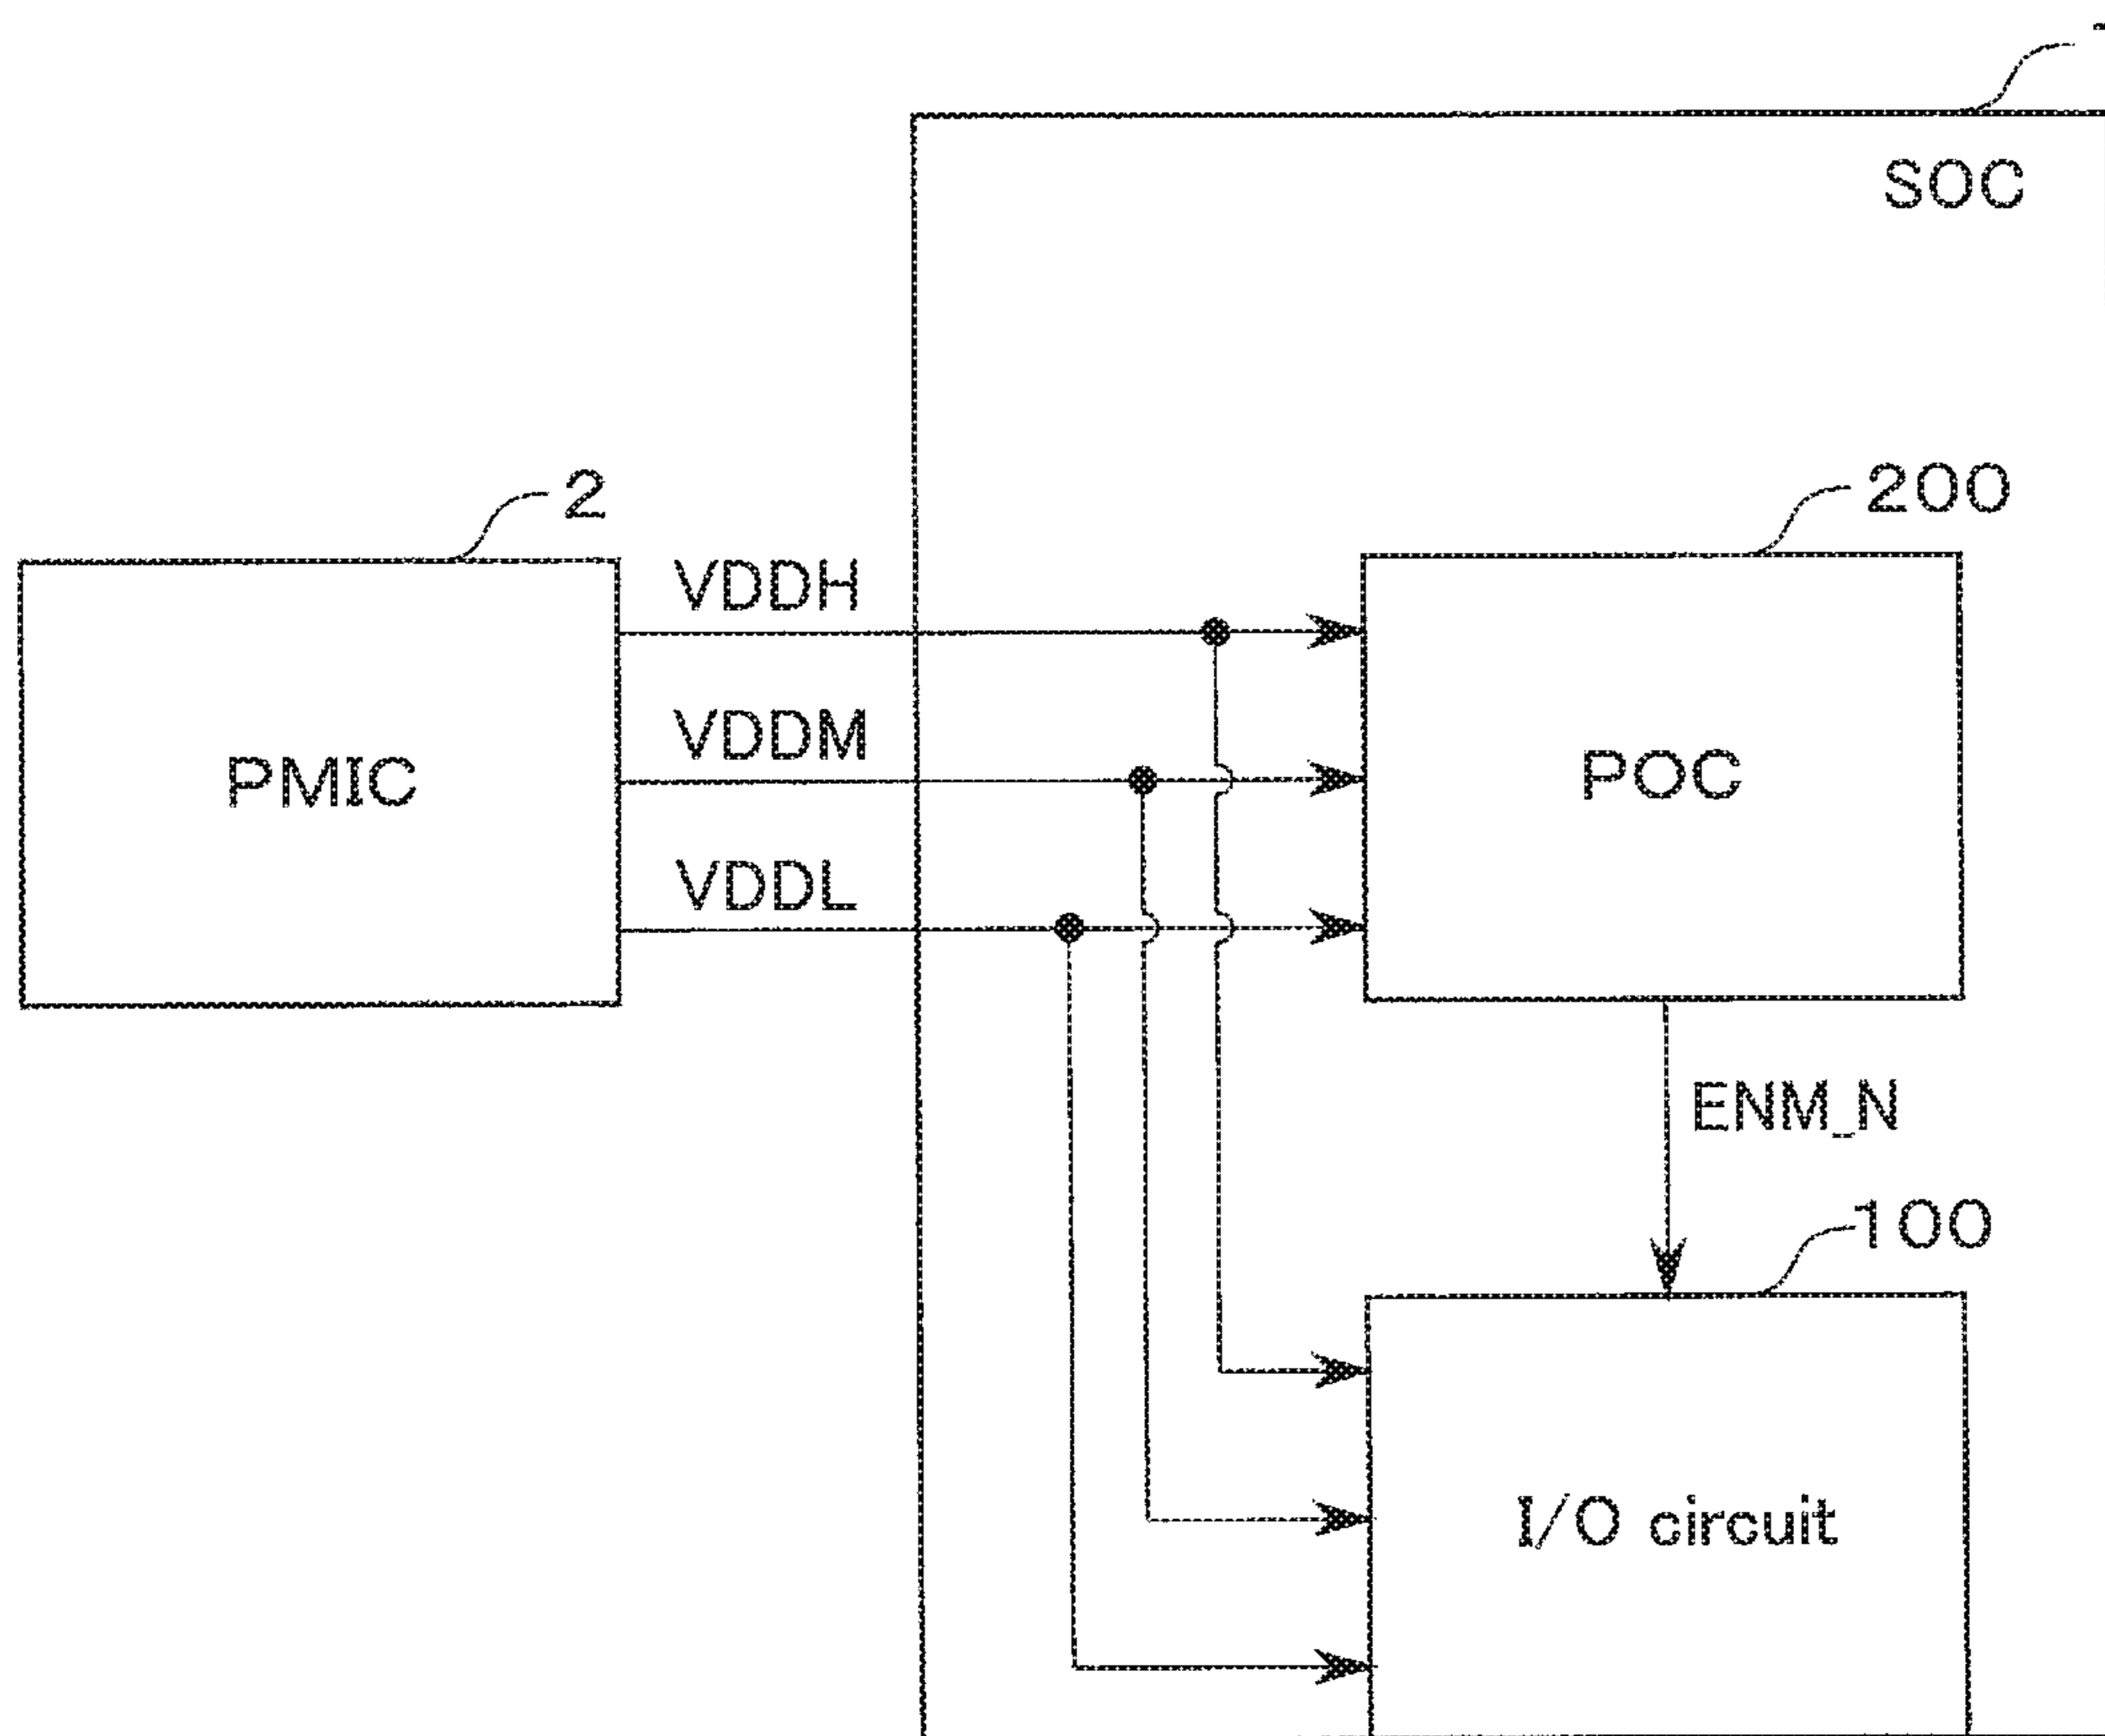 SOC
2
200
VDDH
VDDM
PMIC
POC
VDDL
ENM_N
100
I/O circuit